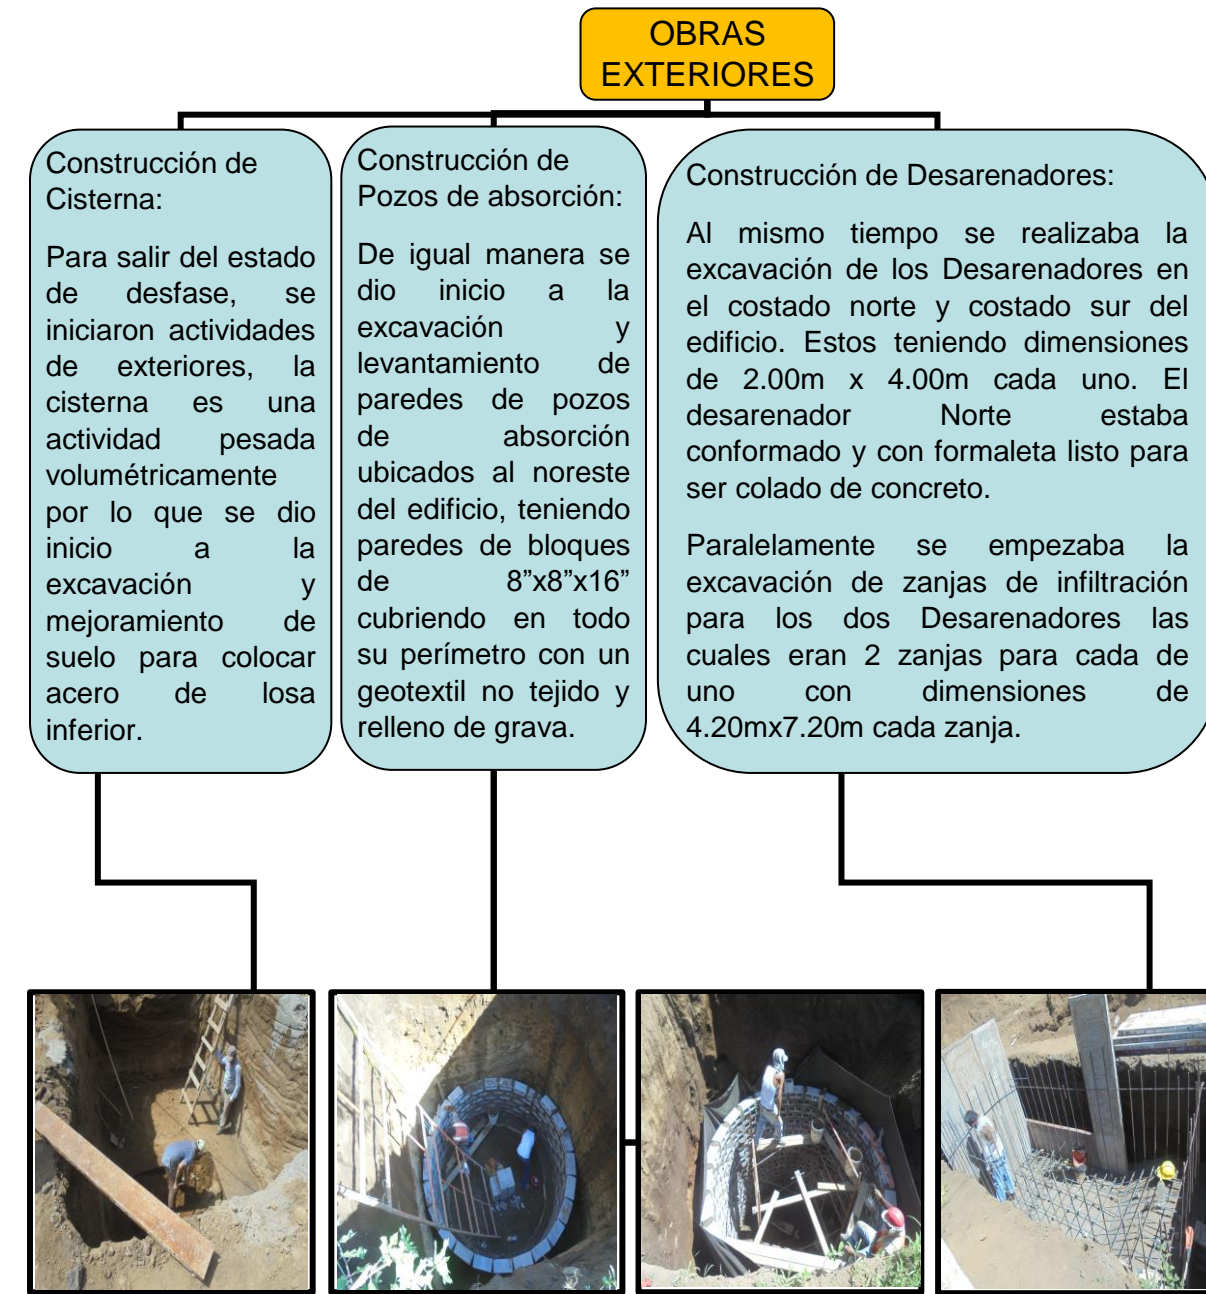 OBRAS
EXTERIORES
Construcción de
Cisterna:
Para salir del estado
de desfase, se
iniciaron actividades
de exteriores, la
cisterna es una
actividad pesada
volumétricamente
por lo que se dio
inicio a la
excavación y
mejoramiento de
suelo para colocar
acero de losa
inferior.
Construcción de
Pozos de absorción:
De igual manera se
dio inicio a la
excavación y
levantamiento de
paredes de pozos
de absorción
ubicados al noreste
del edificio, teniendo
paredes de bloques
de 8”x8”x16”
cubriendo en todo
su perímetro con un
geotextil no tejido y
relleno de grava.
Construcción de Desarenadores:
Al mismo tiempo se realizaba la
excavación de los Desarenadores en
el costado norte y costado sur del
edificio. Estos teniendo dimensiones
de 2.00m x 4.00m cada uno. El
desarenador Norte estaba
conformado y con formaleta listo para
ser colado de concreto.
Paralelamente se empezaba la
excavación de zanjas de infiltración
para los dos Desarenadores las
cuales eran 2 zanjas para cada de
uno con dimensiones de
4.20mx7.20m cada zanja.